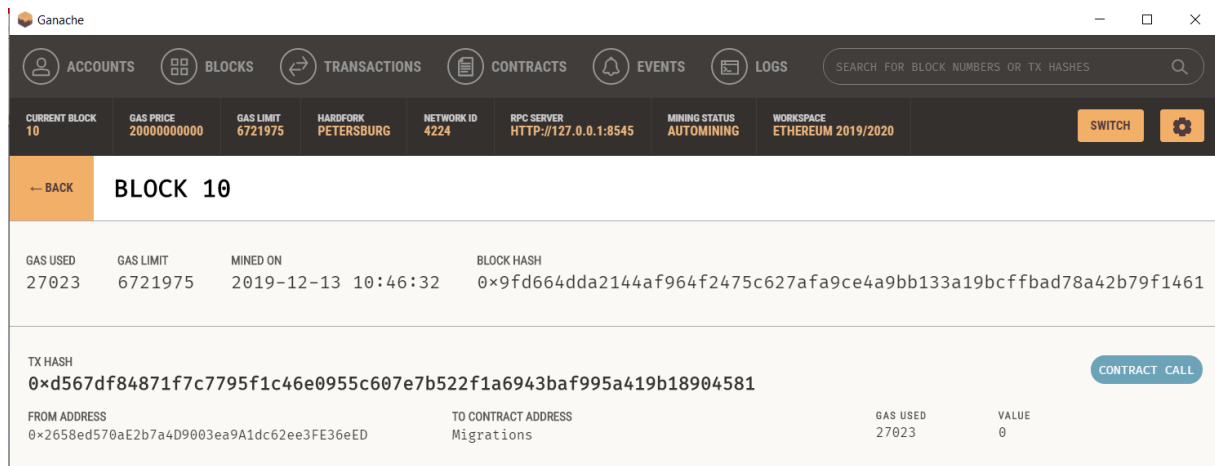 Ganache
ACCOUNTS BLOCKS TRANSACTIONS CONTRACTS EVENTS LOGS SEARCH FOR BLOCK NUMBERS OR TX HASHES
CURRENT BLOCK GAS PRICE GAS LIMIT HARDFORK NETWORK ID RPC SERVER MINING STATUS WORKSPACE
10 20000000000 6721975 PETERSBURG 4224 HTTP://127.0.0.1:8545 AUTOMINING ETHEREUM 2019/2020
SWITCH
← BACK BLOCK 10
GAS USED GAS LIMIT MINED ON BLOCK HASH
27023 6721975 2019-12-13 10:46:32 0×9fd664dda2144af964f2475c627afa9ce4a9bb133a19bcffbad78a42b79f1461
TX HASH
0×d567df84871f7c7795f1c46e0955c607e7b522f1a6943baf995a419b18904581 CONTRACT CALL
FROM ADDRESS TO CONTRACT ADDRESS GAS USED VALUE
0×2658ed570aE2b7a4D9003ea9A1dc62ee3FE36eED Migrations 27023 0